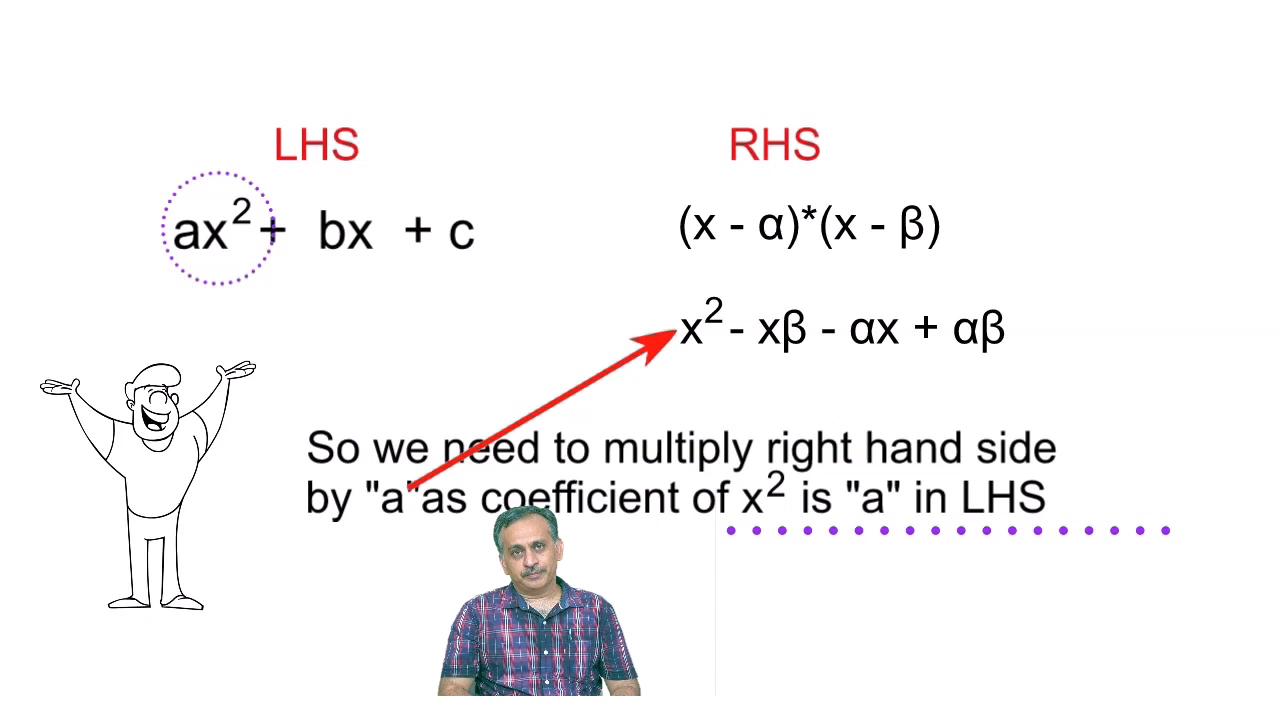 LHS
RHS
ax² + bx + c
(x - α)*(x - β)
x² - xβ - αx + αβ
So we need to multiply right hand side
by "a"as coefficient of x² is "a" in LHS